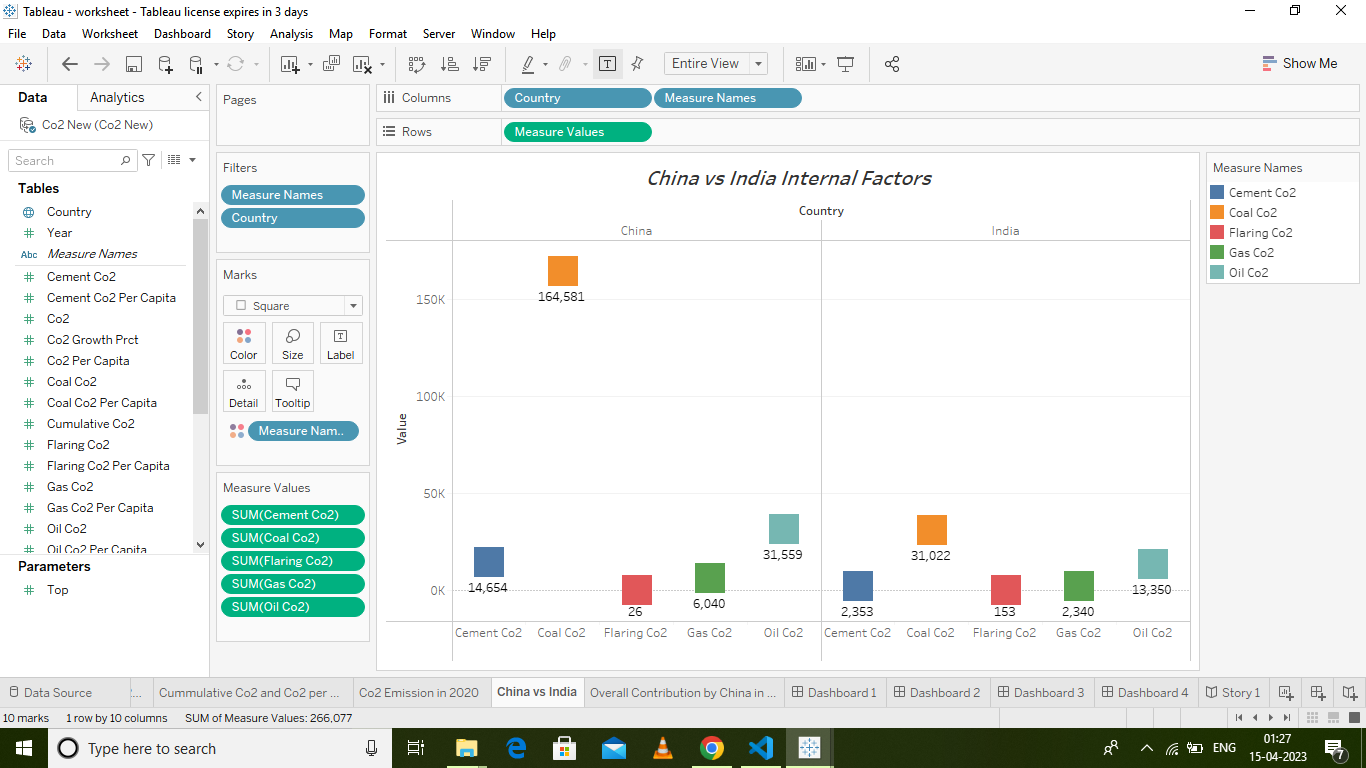 Tableau - worksheet - Tableau license expires in 3 days
File Data Worksheet Dashboard Story Analysis Map Format Server Window Help
Entire View
Show Me
Data Analytics
Co2 New (Co2 New)
Search
Tables
Country
Year
Abc Measure Names
Cement Co2
Cement Co2 Per Capita
Co2
Co2 Growth Prct
Co2 Per Capita
Coal Co2
Coal Co2 Per Capita
Cumulative Co2
Flaring Co2
Flaring Co2 Per Capita
Gas Co2
Gas Co2 Per Capita
Oil Co2
Oil Co2 Per Capita
Parameters
Top
Pages
Filters
Measure Names
Country
Marks
Square
Color Size Label
Detail Tooltip
Measure Nam..
Measure Values
SUM(Cement Co2)
SUM(Coal Co2)
SUM(Flaring Co2)
SUM(Gas Co2)
SUM(Oil Co2)
Columns Country Measure Names
Rows Measure Values
China vs India Internal Factors
Country
China India
Value
150K
100K
50K
0K
164,581
14,654
26
6,040
31,559
2,353
31,022
153
2,340
13,350
Cement Co2 Coal Co2 Flaring Co2 Gas Co2 Oil Co2 Cement Co2 Coal Co2 Flaring Co2 Gas Co2 Oil Co2
Measure Names
Cement Co2
Coal Co2
Flaring Co2
Gas Co2
Oil Co2
Data Source Cummulative Co2 and Co2 per ... Co2 Emission in 2020 China vs India Overall Contribution by China in ... Dashboard 1 Dashboard 2 Dashboard 3 Dashboard 4 Story 1
10 marks 1 row by 10 columns SUM of Measure Values: 266,077
Type here to search
ENG
01:27
15-04-2023
7